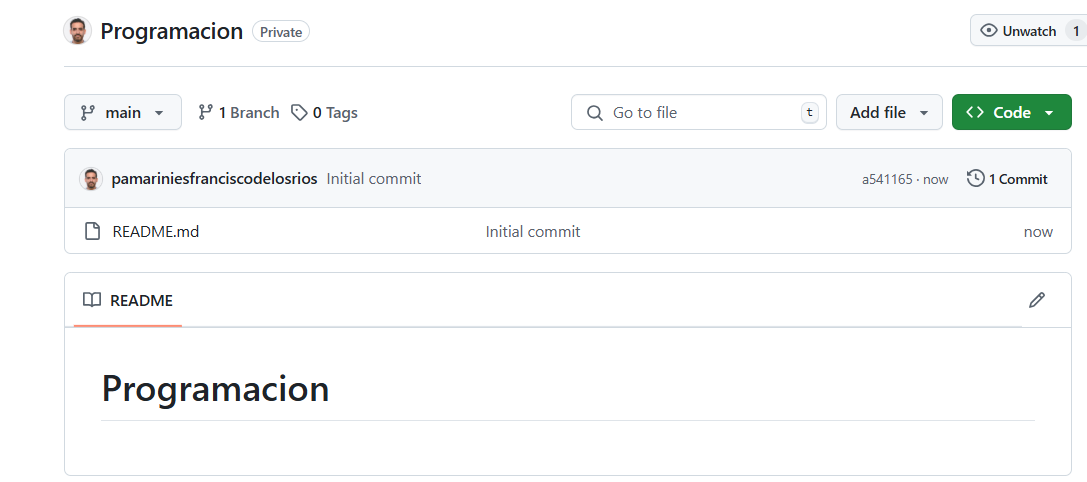 Programacion Private Unwatch 1
main 1 Branch 0 Tags Go to file t Add file Code
pamariniesfranciscodelosrios Initial commit a541165 · now 1 Commit
README.md Initial commit now
README
Programacion